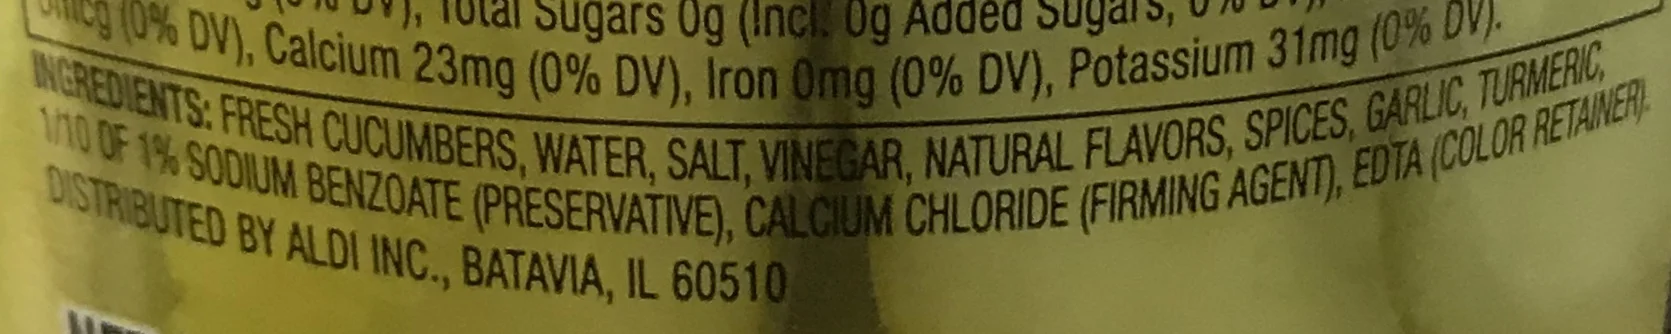 DV), Total Sugars 0g (Incl. 0g Added Sugars, 0%
(0% DV), Calcium 23mg (0% DV), Iron 0mg (0% DV), Potassium 31mg (0% DV).
INGREDIENTS: FRESH CUCUMBERS, WATER, SALT, VINEGAR, NATURAL FLAVORS, SPICES, GARLIC, TURMERIC,
1/10 OF 1% SODIUM BENZOATE (PRESERVATIVE), CALCIUM CHLORIDE (FIRMING AGENT), EDTA (COLOR RETAINER).
DISTRIBUTED BY ALDI INC., BATAVIA, IL 60510